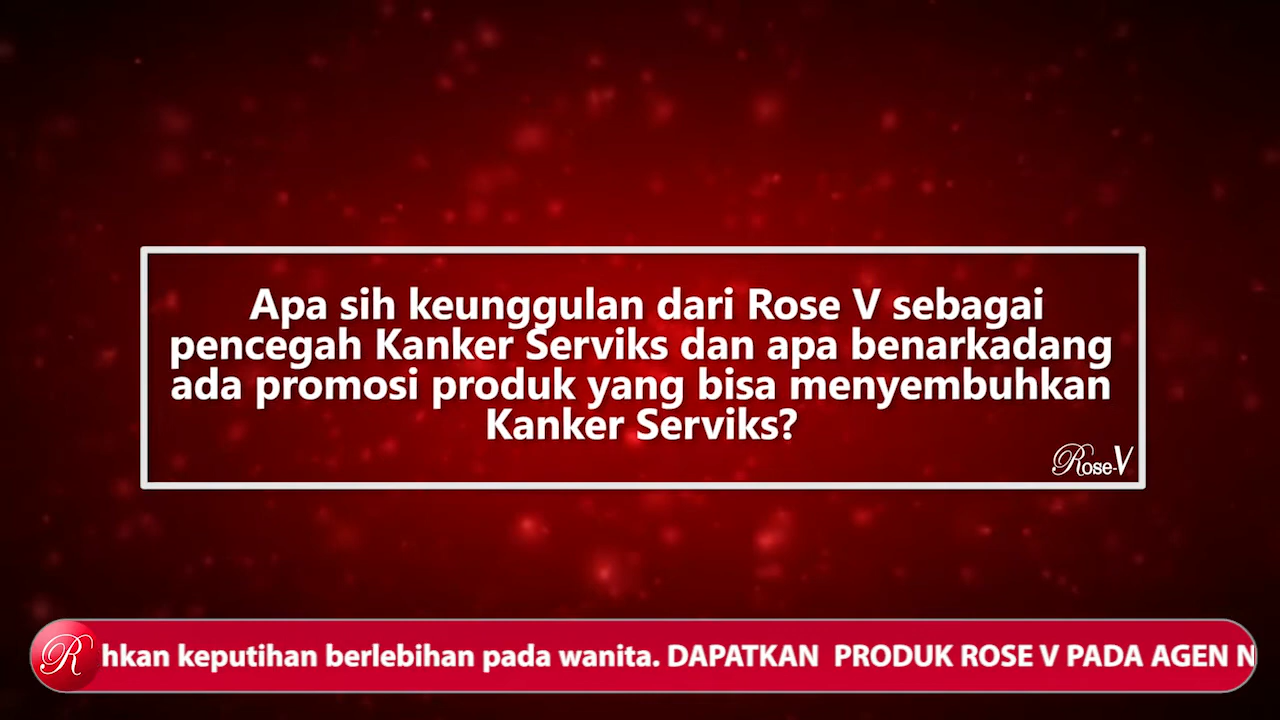 Apa sih keunggulan dari Rose V sebagai
pencegah Kanker Serviks dan apa benarkadang
ada promosi produk yang bisa menyembuhkan
Kanker Serviks?
Rose-V
R hkan keputihan berlebihan pada wanita. DAPATKAN PRODUK ROSE V PADA AGEN N